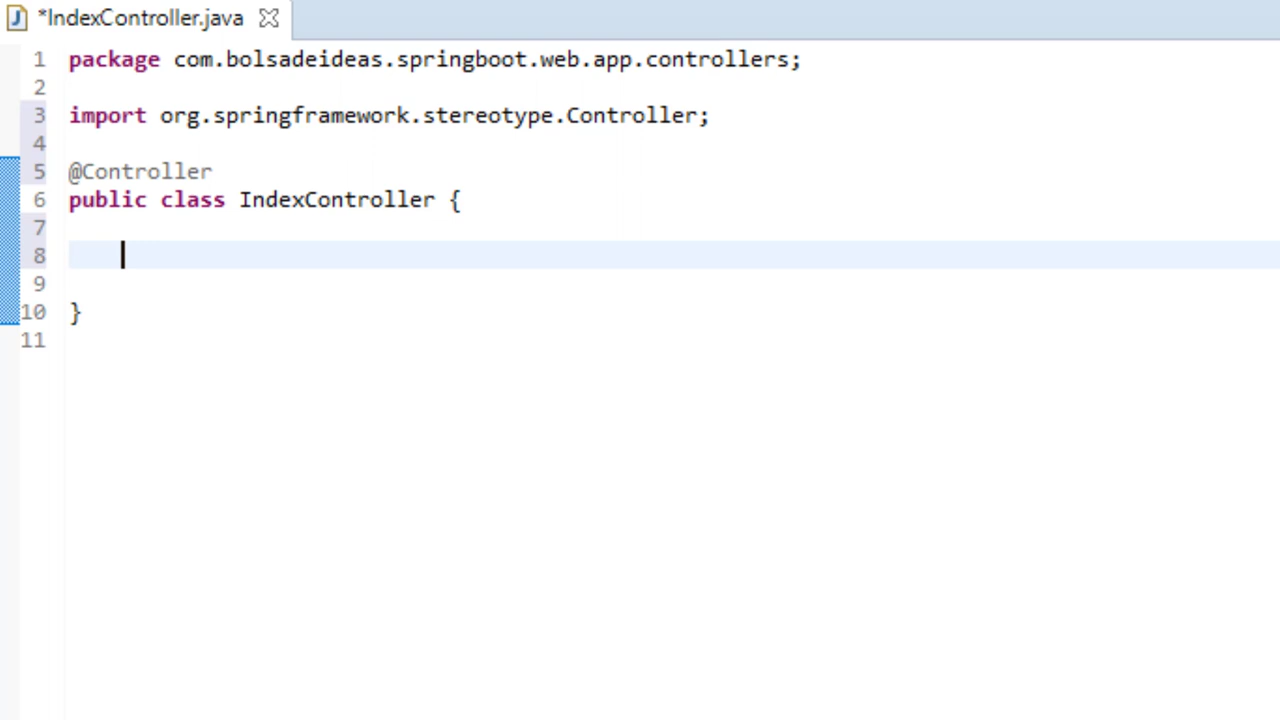 *IndexController.java
1 package com.bolsadeideas.springboot.web.app.controllers;
2
3 import org.springframework.stereotype.Controller;
4
5 @Controller
6 public class IndexController {
7
8
9
10 }
11